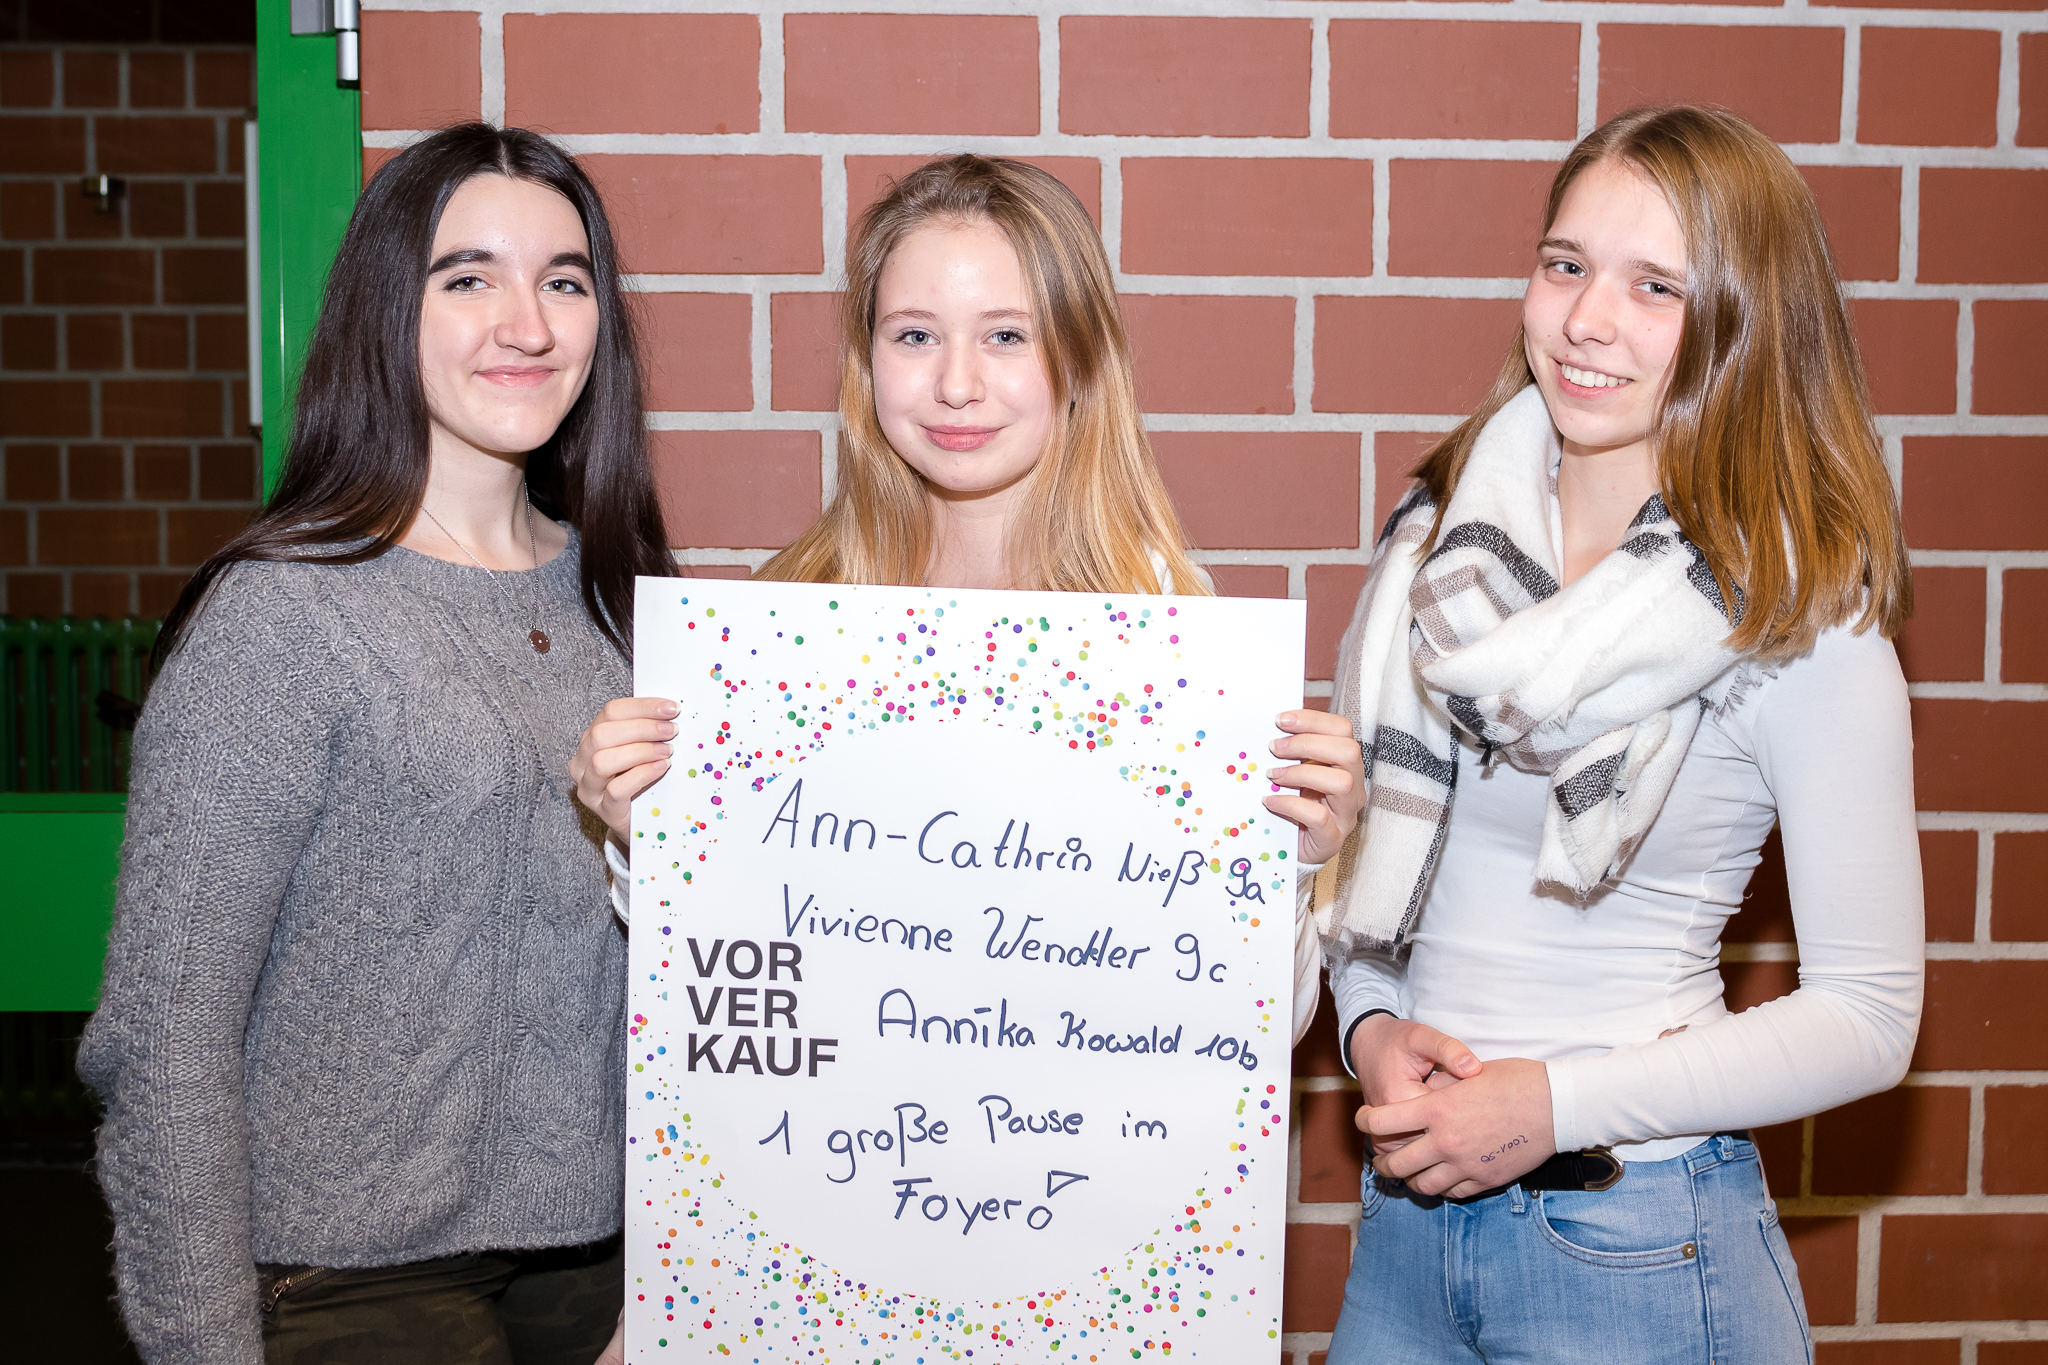 Ann-Cathrin Nieß 9a
Vivienne Wendler 9c
VOR
VER
KAUF
Annika Kowald 10b
1 große Pause im
Foyer!